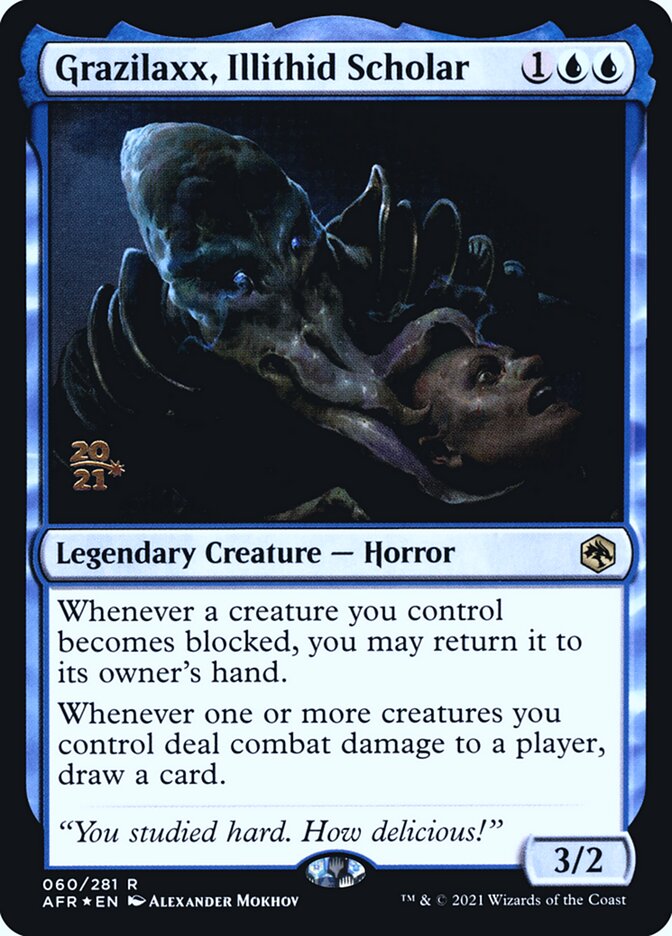 Grazilaxx, Illithid Scholar 1
20
21
Legendary Creature — Horror
Whenever a creature you control
becomes blocked, you may return it to
its owner's hand.
Whenever one or more creatures you
control deal combat damage to a player,
draw a card.
“You studied hard. How delicious!”
3/2
060/281 R
AFR★EN Alexander Mokhov ™ & © 2021 Wizards of the Coast